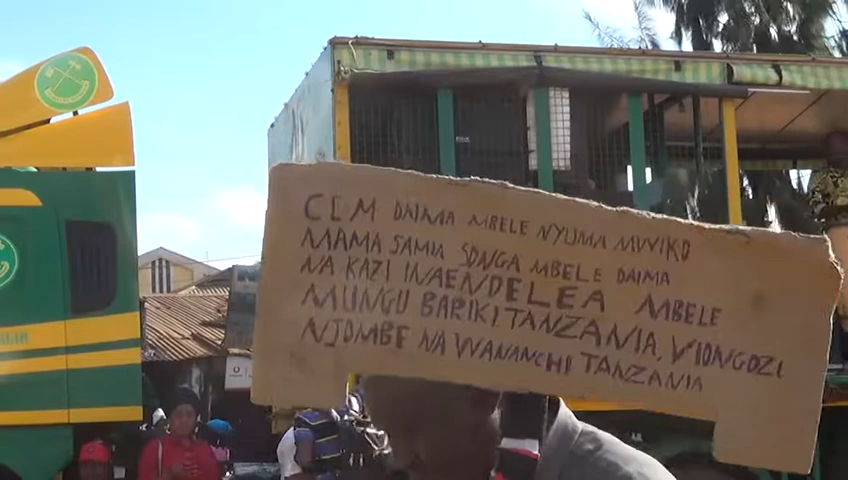 CCM DAIMA MBELE NYUMA MWIKO
MAMA SAMIA SONGA MBELE DAIMA
NA KAZI INAENDELEA MBELE
MUNGU BARIKI TANZANIA, VIONGOZI
NJOMBE NA WANANCHI TANZANIA